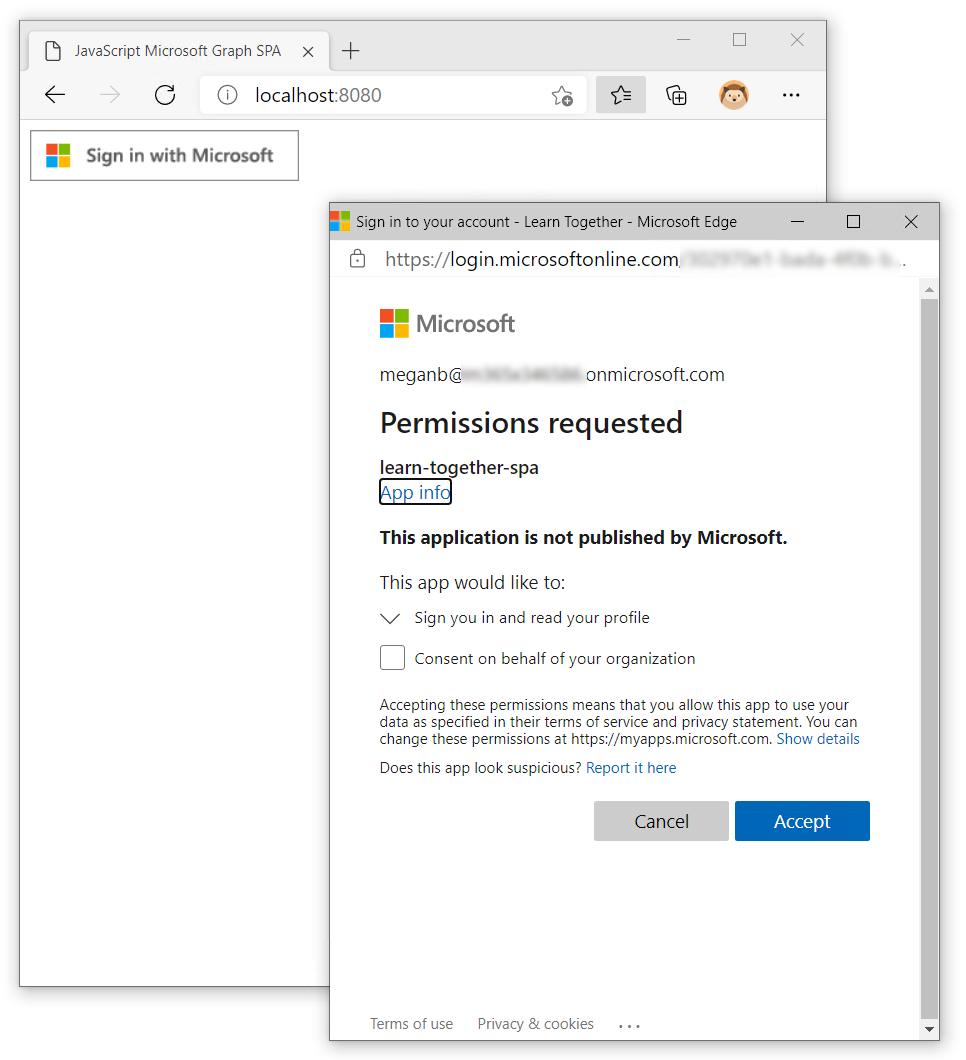 JavaScript Microsoft Graph SPA
localhost:8080
Sign in with Microsoft
Sign in to your account - Learn Together - Microsoft Edge
https://login.microsoftonline.com/
Microsoft
meganb@ onmicrosoft.com
Permissions requested
learn-together-spa
App info
This application is not published by Microsoft.
This app would like to:
Sign you in and read your profile
Consent on behalf of your organization
Accepting these permissions means that you allow this app to use your
data as specified in their terms of service and privacy statement. You can
change these permissions at https://myapps.microsoft.com. Show details
Does this app look suspicious? Report it here
Cancel Accept
Terms of use Privacy & cookies ...